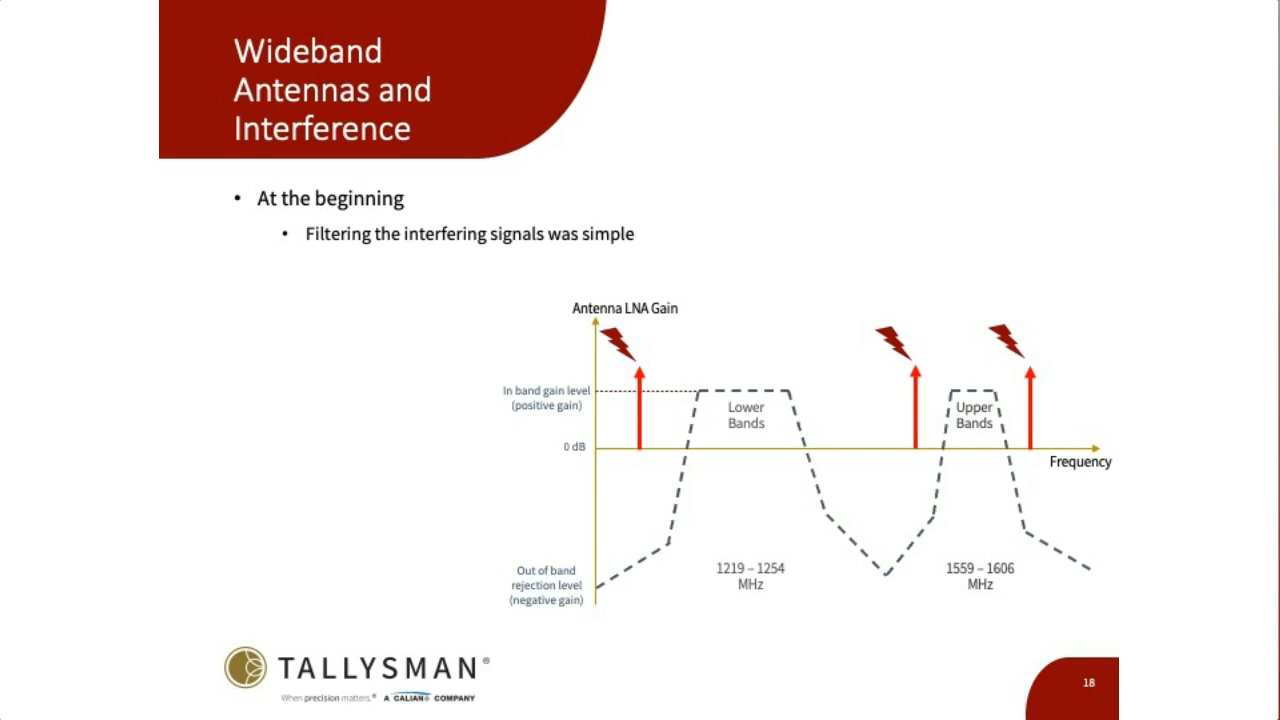 Wideband
Antennas and
Interference
• At the beginning
• Filtering the interfering signals was simple
Antenna LNA Gain
In band gain level
(positive gain)
Lower
Bands
Upper
Bands
0 dB
Frequency
Out of band
rejection level
(negative gain)
1219 – 1254
MHz
1559 – 1606
MHz
TALLYSMAN®
When precision matters.® A CALIAN® COMPANY
18